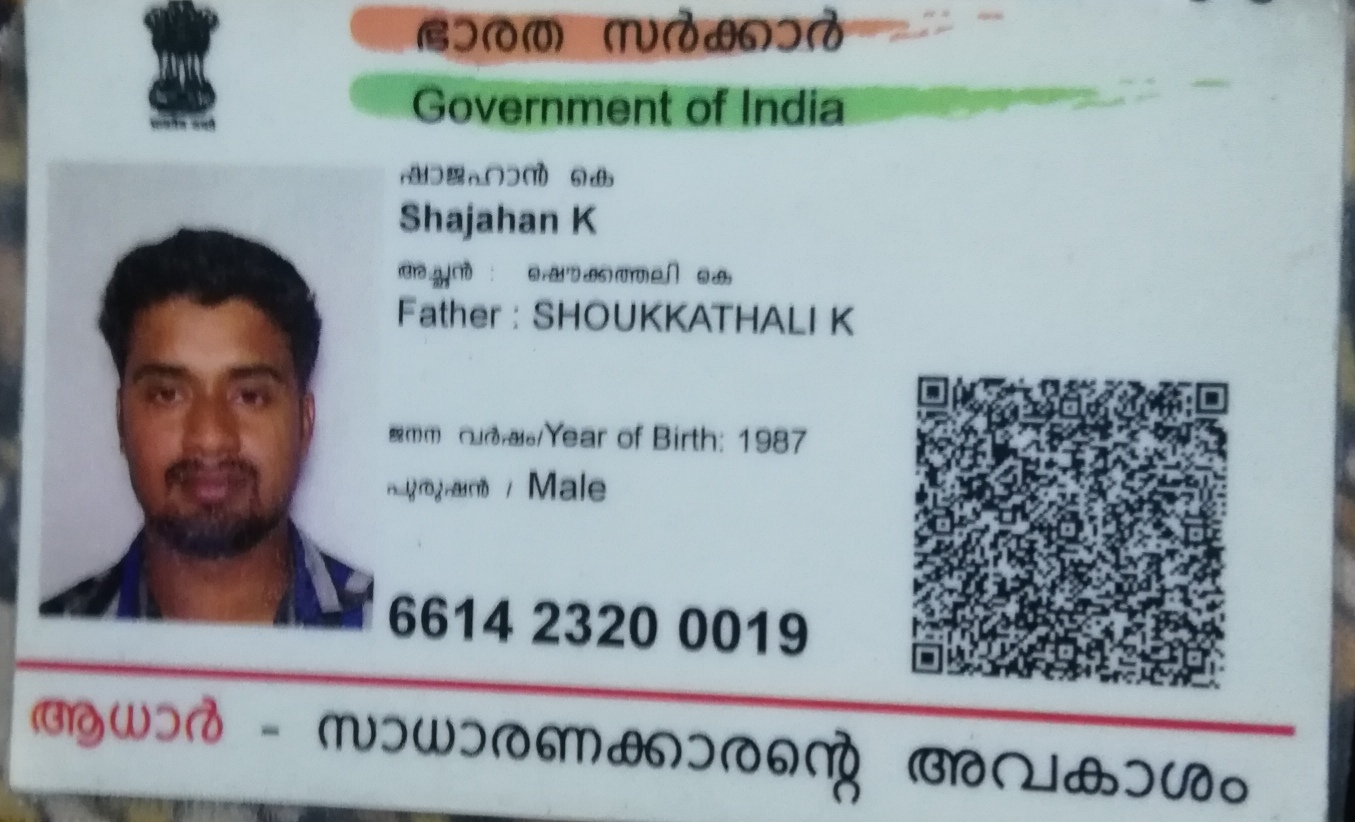 ഭാരത സർക്കാർ
Government of India
ഷാജഹാൻ കെ
Shajahan K
അച്ഛൻ : ഷൌക്കത്തലി കെ
Father : SHOUKKATHALI K
ജനന വർഷം/Year of Birth: 1987
പുരുഷൻ / Male
6614 2320 0019
ആധാർ - സാധാരണക്കാരന്റെ അവകാശം